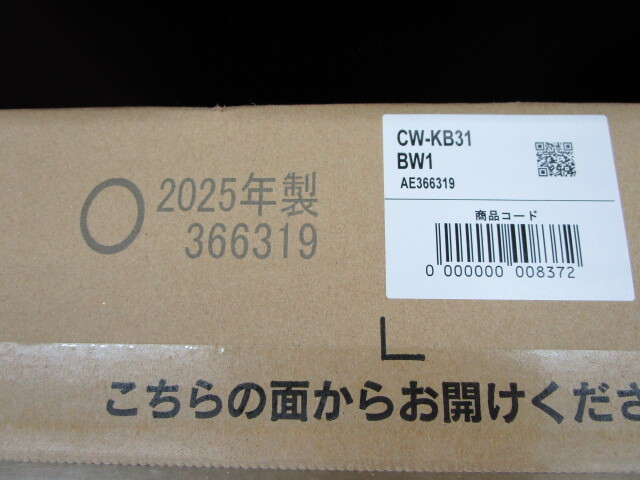 2025年製
366319
CW-KB31
BW1
AE366319
商品コード
0 000000 008372
こちらの面からお開けくださ